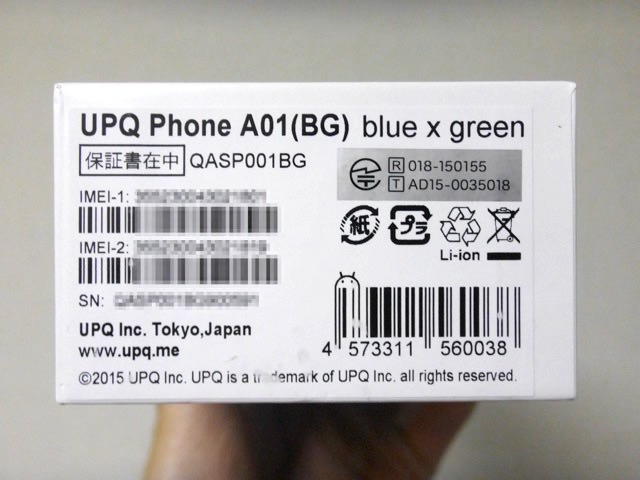 UPQ Phone A01(BG) blue x green
保証書在中 QASP001BG
R 018-150155
T AD15-0035018
IMEI-1:
IMEI-2:
SN:
紙
プラ
Li-ion
UPQ Inc. Tokyo,Japan
www.upq.me
4 573311 560038
©2015 UPQ Inc. UPQ is a trademark of UPQ Inc. all rights reserved.